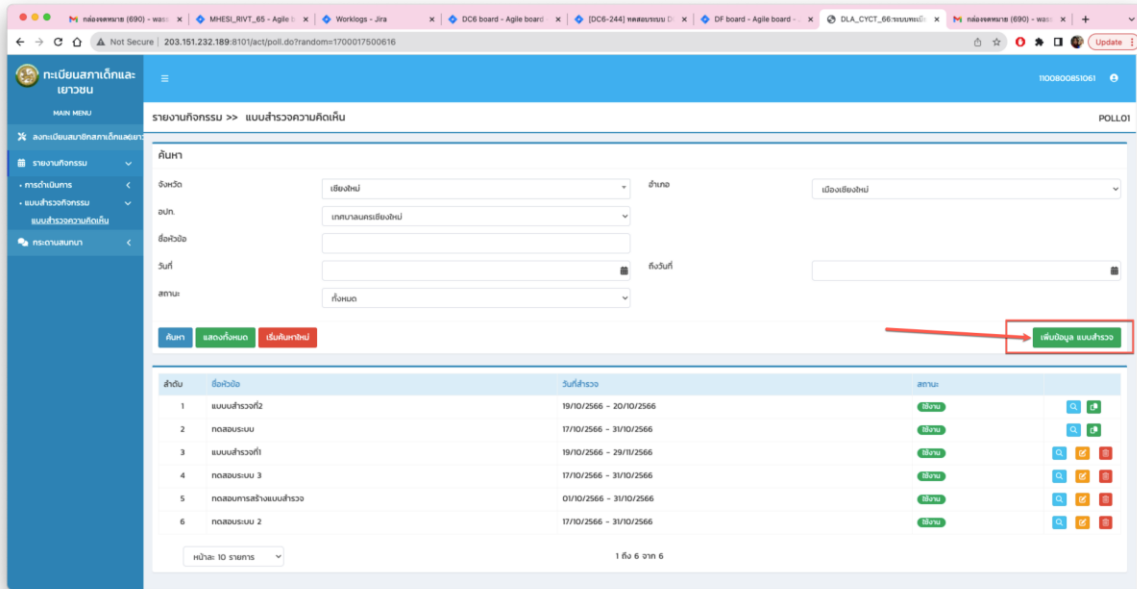 กล่องจดหมาย (690) - wasc
MHESI_RIVT_65 - Agile b
Worklogs - Jira
DC6 board - Agile board
[DC6-244] ทดสอบระบบ D
DF board - Agile board -
DLA_CYCT_66:ระบบทะเบี
กล่องจดหมาย (690) - wasc
Not Secure 203.151.232.189:8101/act/poll.do?random=1700017500616
Update
ทะเบียนสภาเด็กและ
เยาวชน
1100800851061
MAIN MENU
รายงานกิจกรรม >> แบบสำรวจความคิดเห็น POLL01
ลงทะเบียนสมาชิกสภาเด็กและเยาว
รายงานกิจกรรม
การดำเนินการ
แบบสำรวจกิจกรรม
แบบสำรวจความคิดเห็น
กระดานสนทนา
ค้นหา
จังหวัด เชียงใหม่ อำเภอ เมืองเชียงใหม่
อปท. เทศบาลนครเชียงใหม่
ชื่อหัวข้อ
วันที่ ถึงวันที่
สถานะ ทั้งหมด
ค้นหา แสดงทั้งหมด เริ่มค้นหาใหม่ เพิ่มข้อมูล แบบสำรวจ
ลำดับ ชื่อหัวข้อ วันที่สำรวจ สถานะ
1 แบบบสำรวจที่2 19/10/2566 - 20/10/2566 ใช้งาน
2 ทดสอบระบบ 17/10/2566 - 31/10/2566 ใช้งาน
3 แบบบสำรวจที่1 19/10/2566 - 29/11/2566 ใช้งาน
4 ทดสอบระบบ 3 17/10/2566 - 31/10/2566 ใช้งาน
5 ทดสอบการสร้างแบบสำรวจ 01/10/2566 - 31/10/2566 ใช้งาน
6 ทดสอบระบบ 2 17/10/2566 - 31/10/2566 ใช้งาน
หน้าละ 10 รายการ 1 ถึง 6 จาก 6